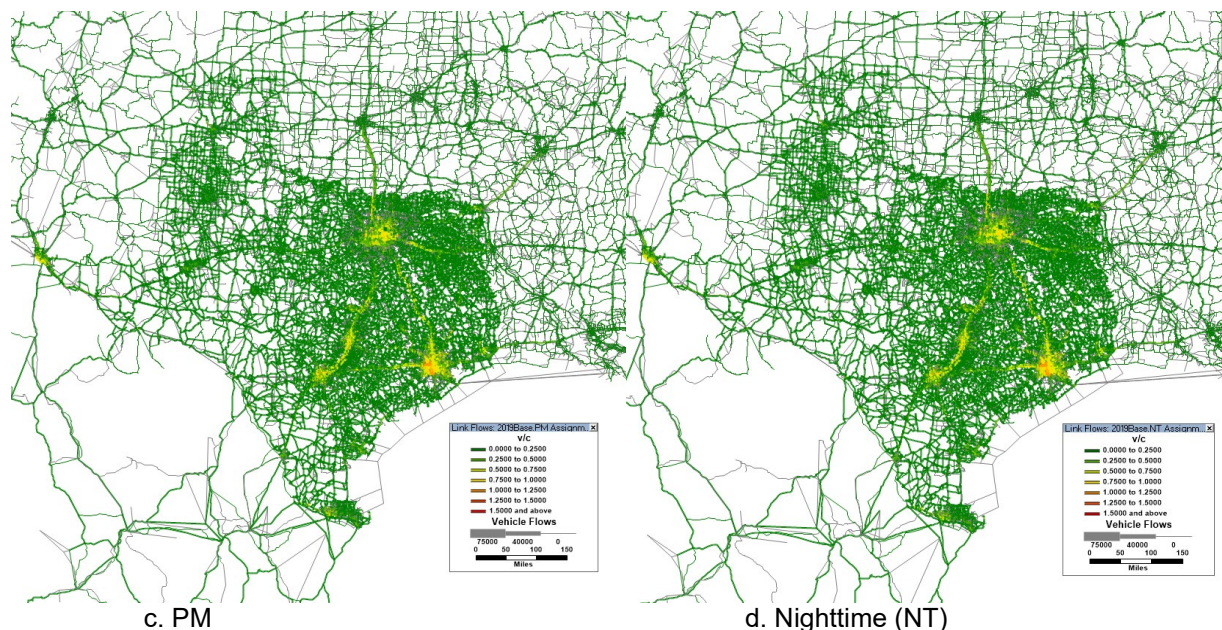 Link Flows: 2019Base.PM Assignm...
v/c
0.0000 to 0.2500
0.2500 to 0.5000
0.5000 to 0.7500
0.7500 to 1.0000
1.0000 to 1.2500
1.2500 to 1.5000
1.5000 and above
Vehicle Flows
75000 40000 0
0 50 100 150
Miles
Link Flows: 2019Base.NT Assignm...
v/c
0.0000 to 0.2500
0.2500 to 0.5000
0.5000 to 0.7500
0.7500 to 1.0000
1.0000 to 1.2500
1.2500 to 1.5000
1.5000 and above
Vehicle Flows
75000 40000 0
0 50 100 150
Miles
c. PM
d. Nighttime (NT)